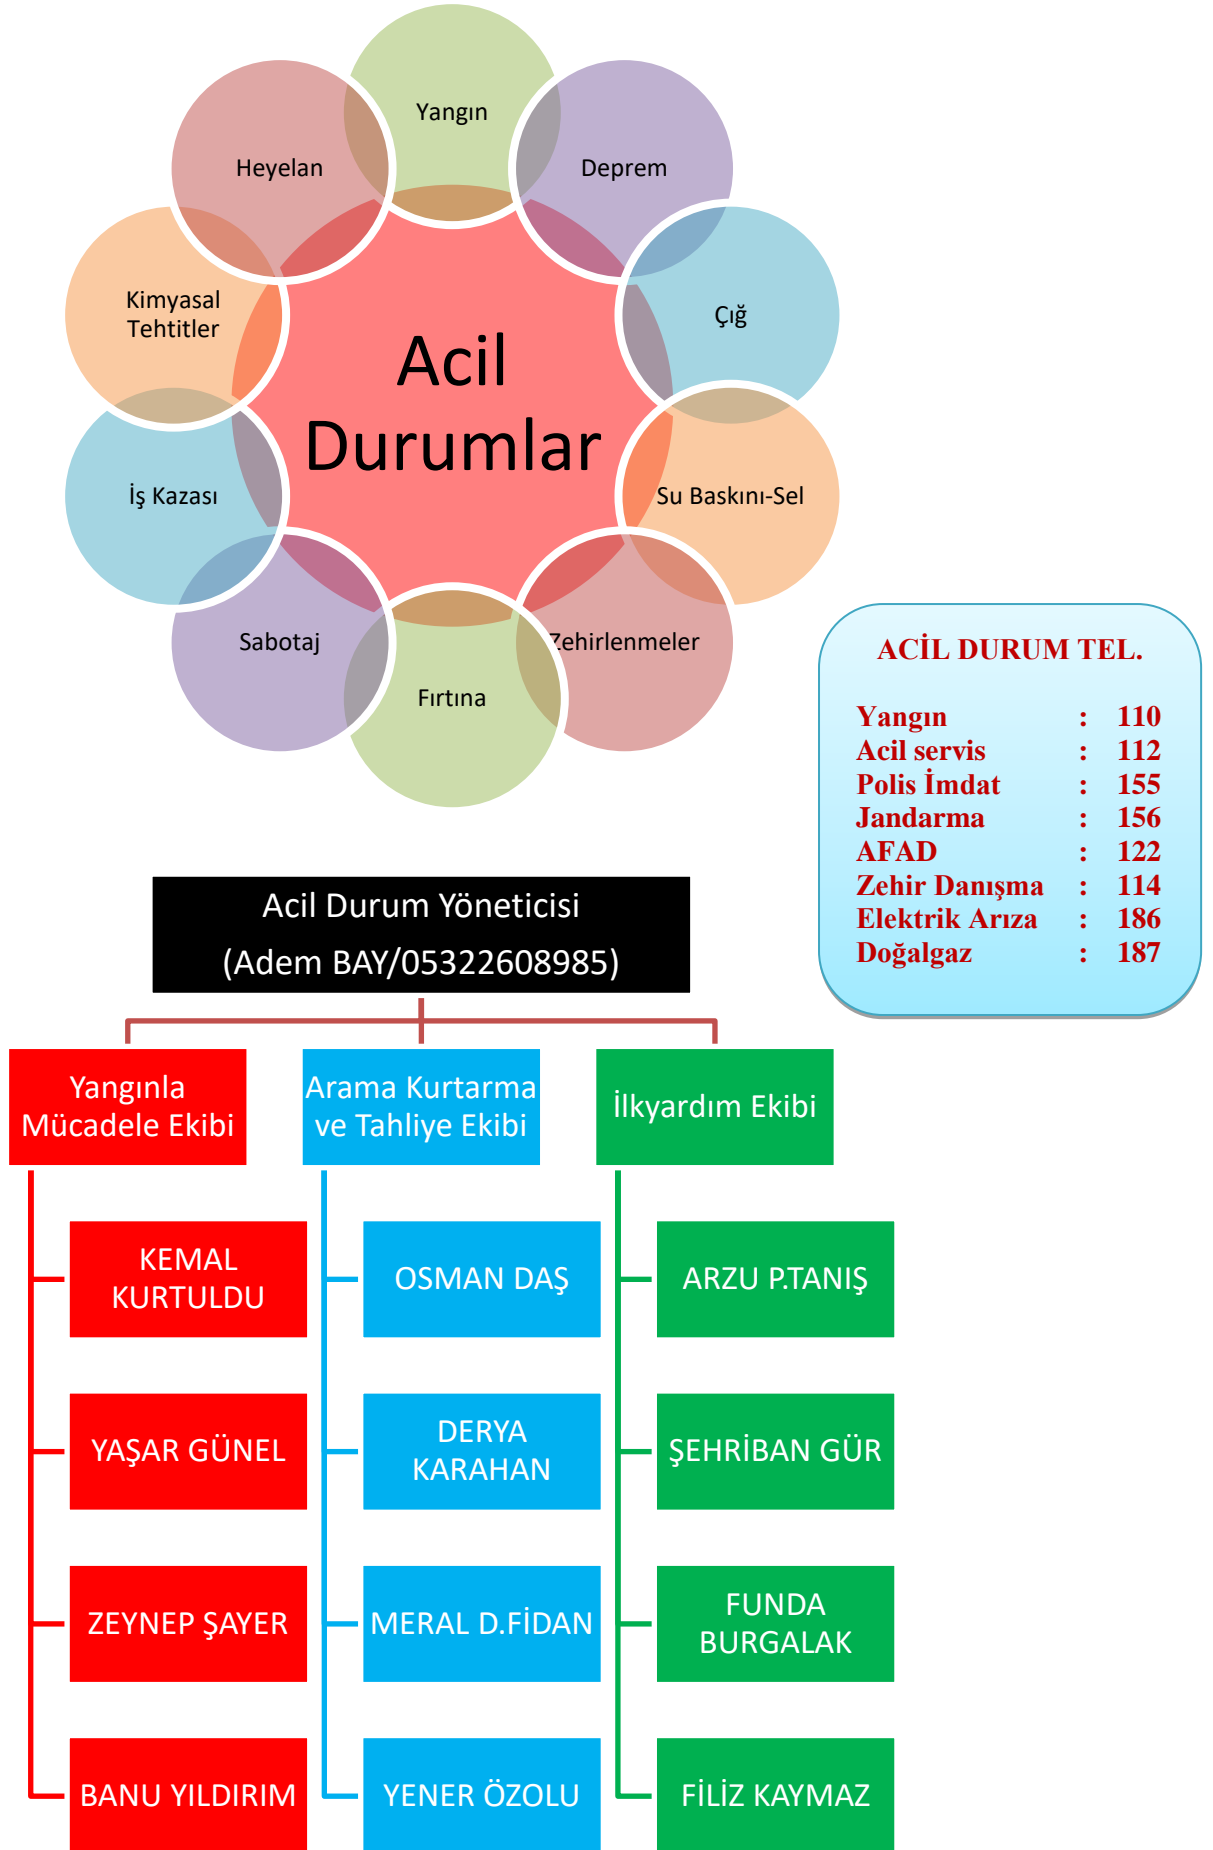 Yangın
Deprem
Çığ
Su Baskını-Sel
Zehirlenmeler
Fırtına
Sabotaj
İş Kazası
Kimyasal
Tehtitler
Heyelan
Acil
Durumlar
ACİL DURUM TEL.
Yangın : 110
Acil servis : 112
Polis İmdat : 155
Jandarma : 156
AFAD : 122
Zehir Danışma : 114
Elektrik Arıza : 186
Doğalgaz : 187
Acil Durum Yöneticisi
(Adem BAY/05322608985)
Yangınla
Mücadele Ekibi
KEMAL
KURTULDU
YAŞAR GÜNEL
ZEYNEP ŞAYER
BANU YILDIRIM
Arama Kurtarma
ve Tahliye Ekibi
OSMAN DAŞ
DERYA
KARAHAN
MERAL D.FİDAN
YENER ÖZOLU
İlkyardım Ekibi
ARZU P.TANIŞ
ŞEHRİBAN GÜR
FUNDA
BURGALAK
FİLİZ KAYMAZ